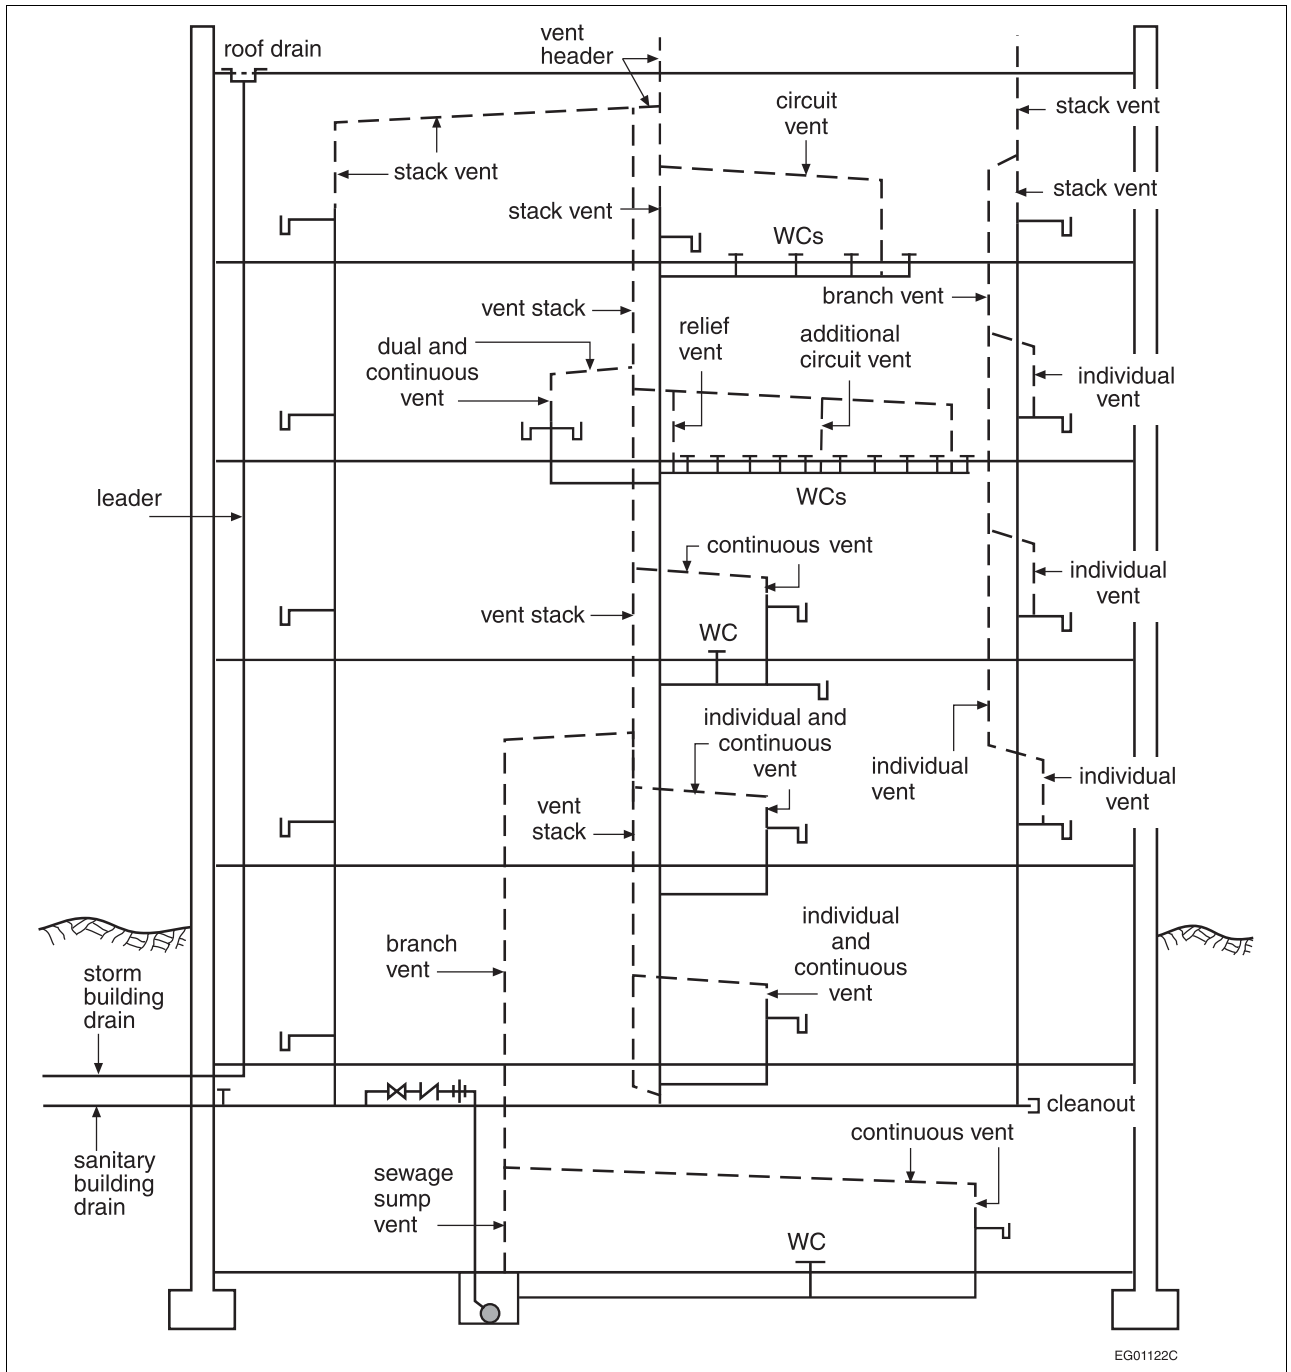 roof drain
vent
header
circuit
vent
stack vent
stack vent
stack vent
stack vent
WCs
branch vent
vent stack
relief
vent
additional
circuit vent
dual and
continuous
vent
individual
vent
leader
WCs
continuous vent
individual
vent
vent stack
WC
individual and
continuous
vent
individual
vent
individual
vent
vent
stack
individual
and
continuous
vent
branch
vent
storm
building
drain
cleanout
continuous vent
sanitary
building
drain
sewage
sump
vent
WC
EG01122C